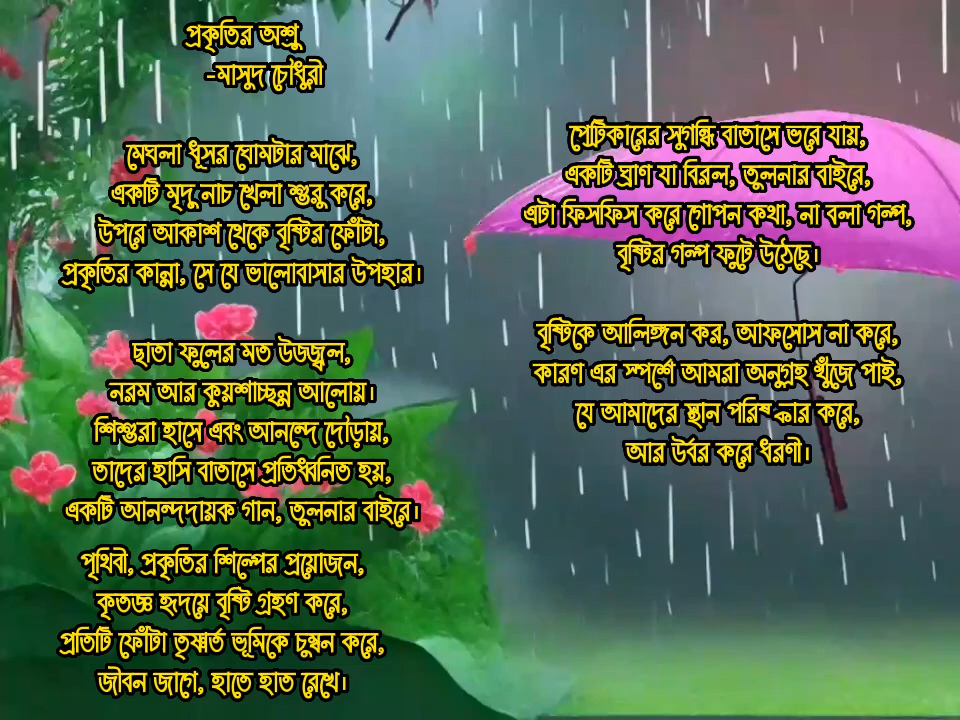 প্রকৃতির অশ্রু
-মাসুদ চৌধুরী
মেঘলা ধূসর ঘোমটার মাঝে,
একটি মৃদু নাচ খেলা শুরু করে,
উপরে আকাশ থেকে বৃষ্টির ফোঁটা,
প্রকৃতির কান্না, সে যে ভালোবাসার উপহার।
ছাতা ফুলের মত উজ্জ্বল,
নরম আর কুয়শাচ্ছন্ন আলোয়।
শিশুরা হাসে এবং আনন্দে দৌড়ায়,
তাদের হাসি বাতাসে প্রতিধ্বনিত হয়,
একটি আনন্দদায়ক গান, তুলনার বাইরে।
পৃথিবী, প্রকৃতির শিল্পের প্রয়োজন,
কৃতজ্ঞ হৃদয়ে বৃষ্টি গ্রহণ করে,
প্রতিটি ফোঁটা তৃষ্ণার্ত ভূমিকে চুম্বন করে,
জীবন জাগে, হাতে হাত রেখে।
পেট্রিকোরের সুগন্ধি বাতাসে ভরে যায়,
একটি ঘ্রাণ যা বিরল, তুলনার বাইরে,
এটা ফিসফিস করে গোপন কথা, না বলা গল্প,
বৃষ্টির গল্প ফুটে উঠেছে।
বৃষ্টিকে আলিঙ্গন কর, আফসোস না করে,
কারণ এর স্পর্শে আমরা অনুগ্রহ খুঁজে পাই,
যে আমাদের স্থান পরিষ্কার করে,
আর উর্বর করে ধরণী।